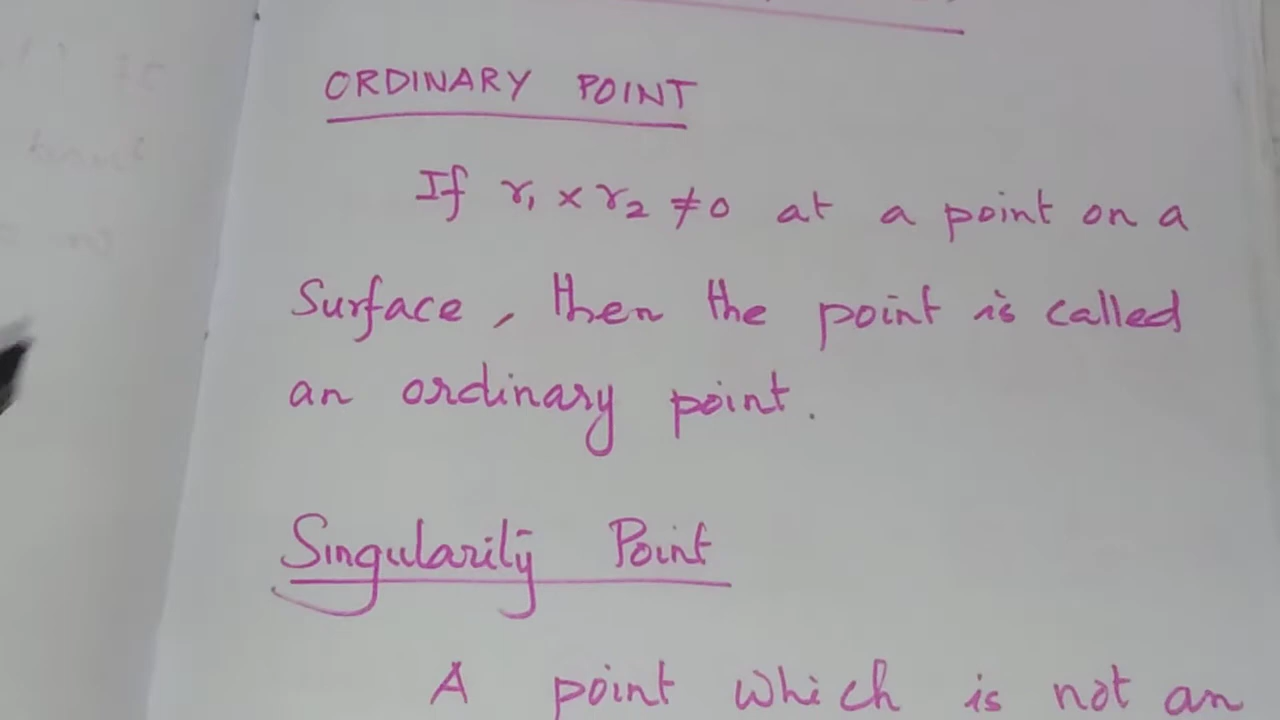 ORDINARY POINT
If r₁ × r₂ ≠ 0 at a point on a
Surface, then the point is called
an ordinary point.
Singularity Point
A point which is not an